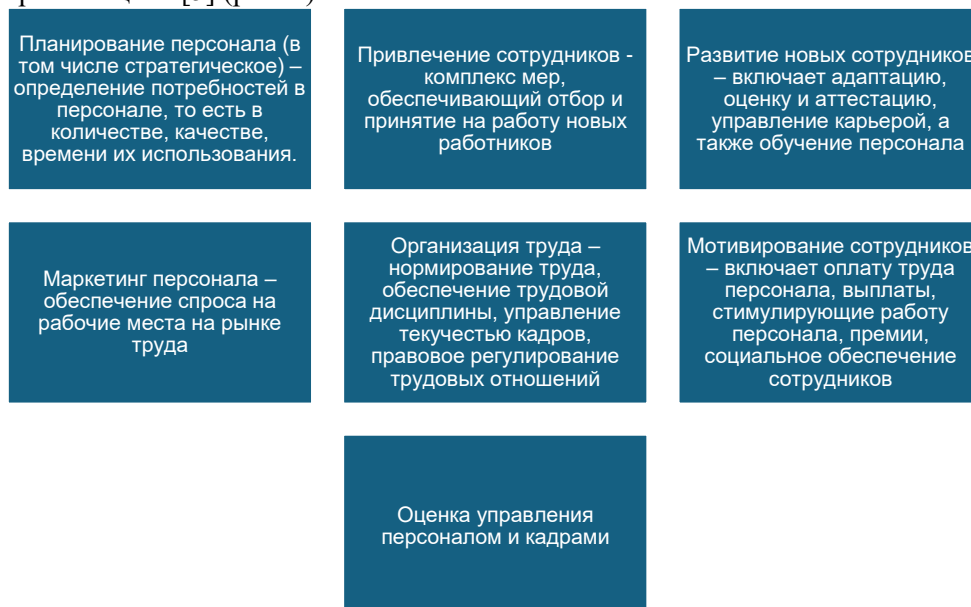 Планирование персонала (в
том числе стратегическое) –
определение потребностей в
персонале, то есть в
количестве, качестве,
времени их использования.
Привлечение сотрудников -
комплекс мер,
обеспечивающий отбор и
принятие на работу новых
работников
Развитие новых сотрудников
– включает адаптацию,
оценку и аттестацию,
управление карьерой, а
также обучение персонала
Маркетинг персонала –
обеспечение спроса на
рабочие места на рынке
труда
Организация труда –
нормирование труда,
обеспечение трудовой
дисциплины, управление
текучестью кадров,
правовое регулирование
трудовых отношений
Мотивирование сотрудников
– включает оплату труда
персонала, выплаты,
стимулирующие работу
персонала, премии,
социальное обеспечение
сотрудников
Оценка управления
персоналом и кадрами